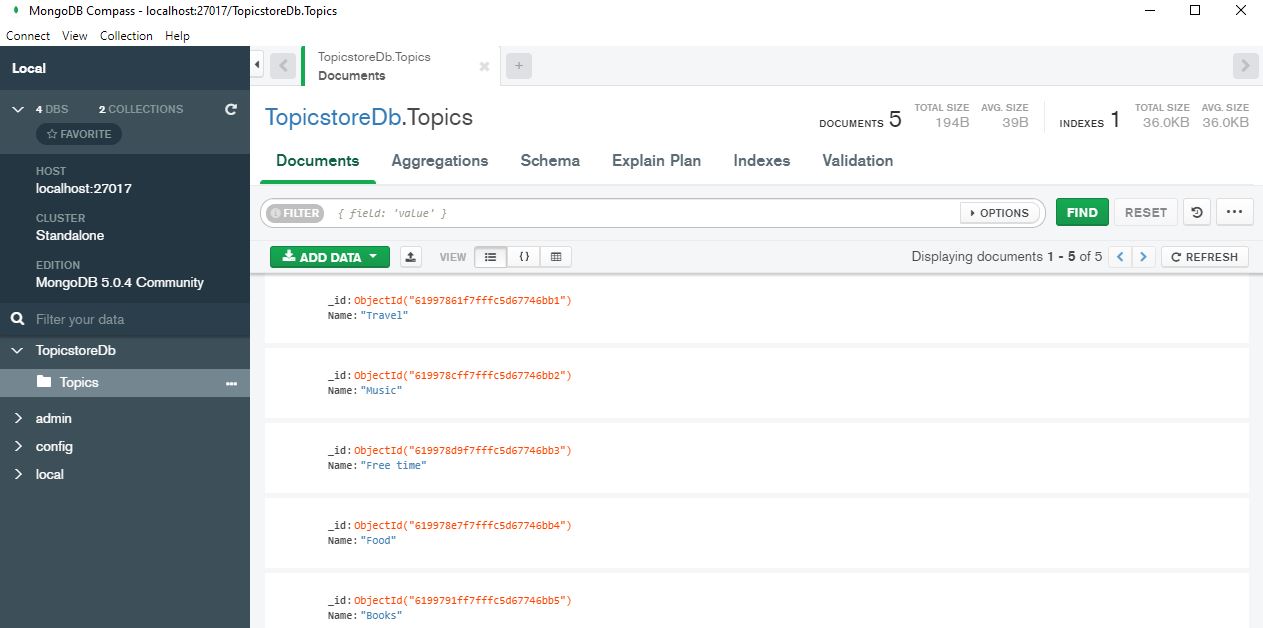 MongoDB Compass - localhost:27017/TopicstoreDb.Topics
Connect View Collection Help
Local
4 DBS 2 COLLECTIONS
FAVORITE
HOST
localhost:27017
CLUSTER
Standalone
EDITION
MongoDB 5.0.4 Community
Filter your data
TopicstoreDb
Topics
admin
config
local
TopicstoreDb.Topics
Documents
TopicstoreDb.Topics
DOCUMENTS 5 TOTAL SIZE 194B AVG. SIZE 39B INDEXES 1 TOTAL SIZE 36.0KB AVG. SIZE 36.0KB
Documents Aggregations Schema Explain Plan Indexes Validation
FILTER { field: 'value' } OPTIONS FIND RESET
ADD DATA VIEW {} Displaying documents 1 - 5 of 5 REFRESH
_id:ObjectId("61997861f7fffc5d67746bb1")
Name:"Travel"
_id:ObjectId("619978cff7fffc5d67746bb2")
Name:"Music"
_id:ObjectId("619978d9f7fffc5d67746bb3")
Name:"Free time"
_id:ObjectId("619978e7f7fffc5d67746bb4")
Name:"Food"
_id:ObjectId("6199791ff7fffc5d67746bb5")
Name:"Books"